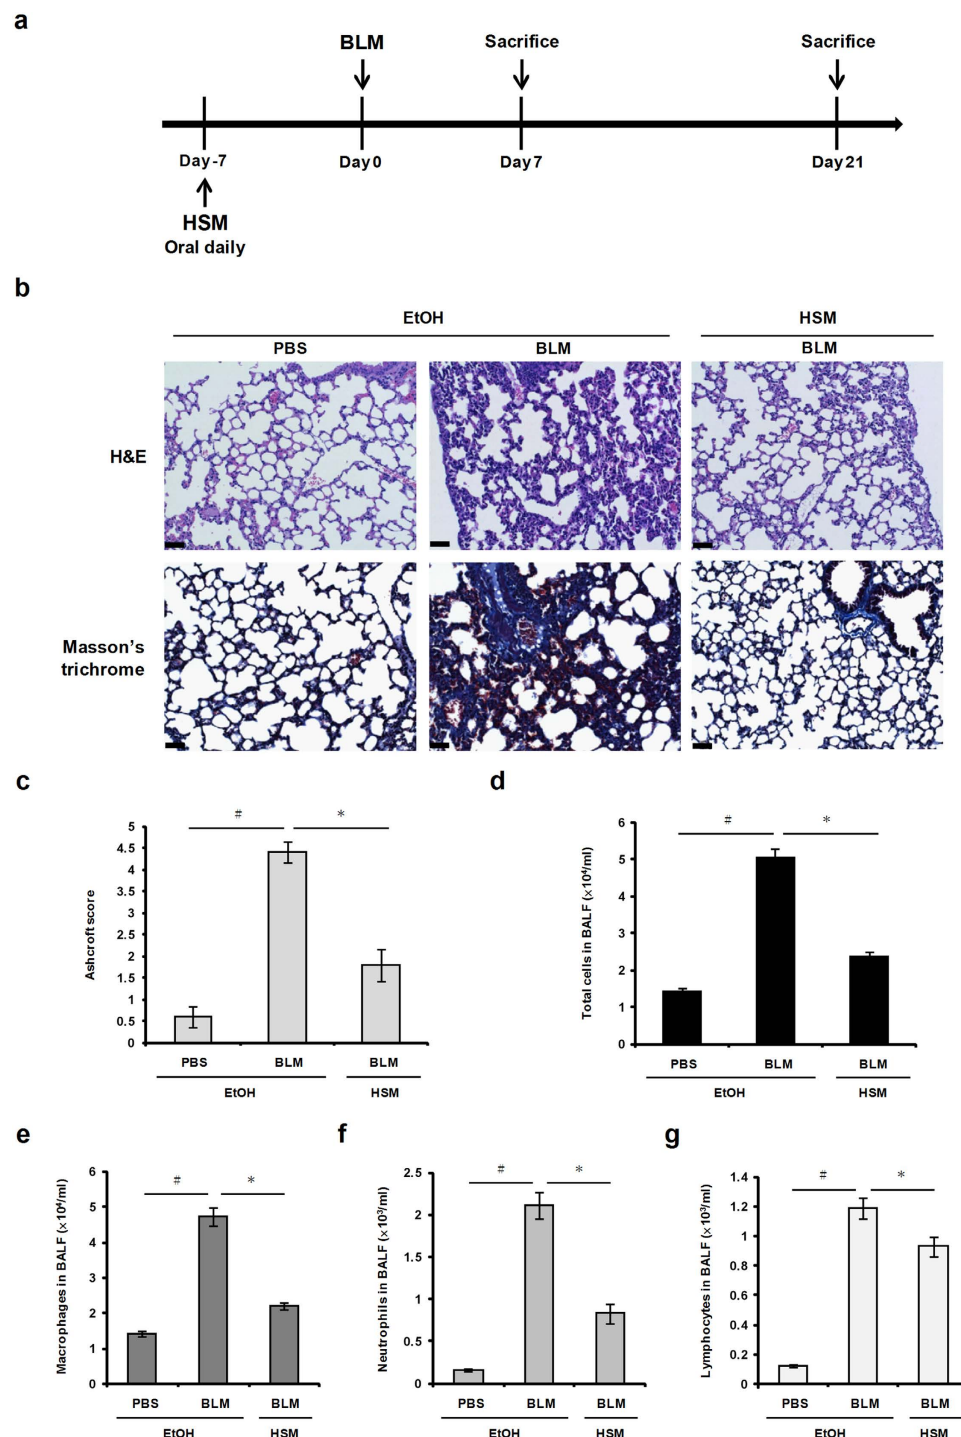 a
BLM
Sacrifice
Sacrifice
Day -7
Day 0
Day 7
Day 21
HSM
Oral daily
b
EtOH
HSM
PBS
BLM
BLM
H&E
Masson's
trichrome
c
#
*
Ashcroft score
5
4.5
4
3.5
3
2.5
2
1.5
1
0.5
0
PBS
BLM
BLM
EtOH
HSM
d
#
*
Total cells in BALF (×10⁴/ml)
6
5
4
3
2
1
0
PBS
BLM
BLM
EtOH
HSM
e
#
*
Macrophages in BALF (×10⁴/ml)
6
5
4
3
2
1
0
PBS
BLM
BLM
EtOH
HSM
f
#
*
Neutrophils in BALF (×10³/ml)
2.5
2
1.5
1
0.5
0
PBS
BLM
BLM
EtOH
HSM
g
#
*
Lymphocytes in BALF (×10³/ml)
1.4
1.2
1
0.8
0.6
0.4
0.2
0
PBS
BLM
BLM
EtOH
HSM